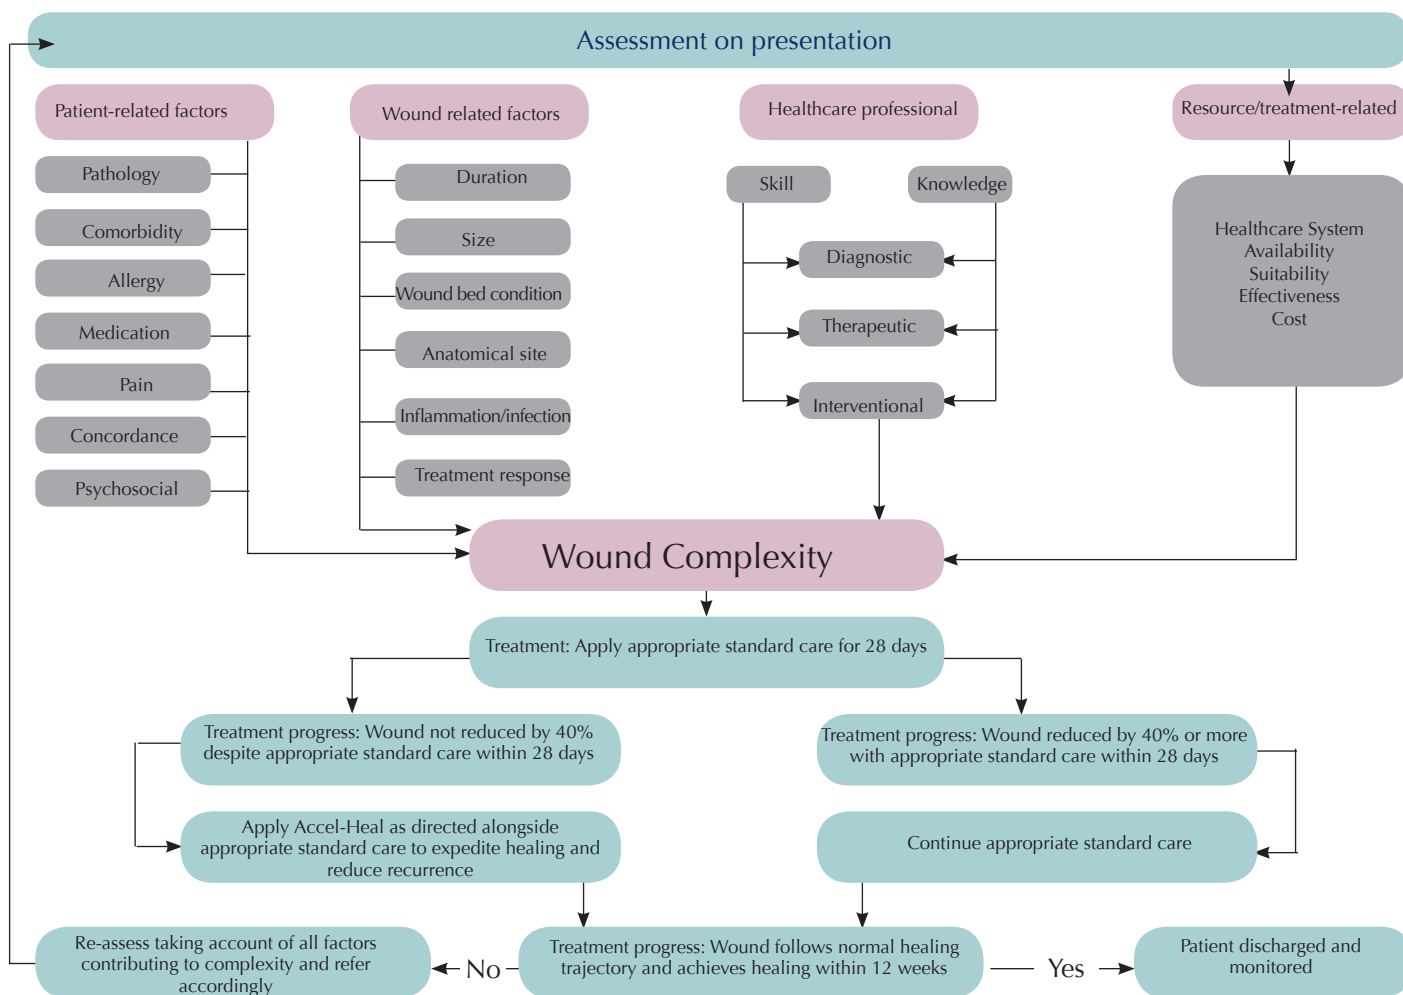 Assessment on presentation
Patient-related factors
Wound related factors
Healthcare professional
Resource/treatment-related
Pathology
Comorbidity
Allergy
Medication
Pain
Concordance
Psychosocial
Duration
Size
Wound bed condition
Anatomical site
Inflammation/infection
Treatment response
Skill
Knowledge
Diagnostic
Therapeutic
Interventional
Healthcare System
Availability
Suitability
Effectiveness
Cost
Wound Complexity
Treatment: Apply appropriate standard care for 28 days
Treatment progress: Wound not reduced by 40%
despite appropriate standard care within 28 days
Treatment progress: Wound reduced by 40% or more
with appropriate standard care within 28 days
Apply Accel-Heal as directed alongside
appropriate standard care to expedite healing and
reduce recurrence
Continue appropriate standard care
Re-assess taking account of all factors
contributing to complexity and refer
accordingly
No
Treatment progress: Wound follows normal healing
trajectory and achieves healing within 12 weeks
Yes
Patient discharged and
monitored